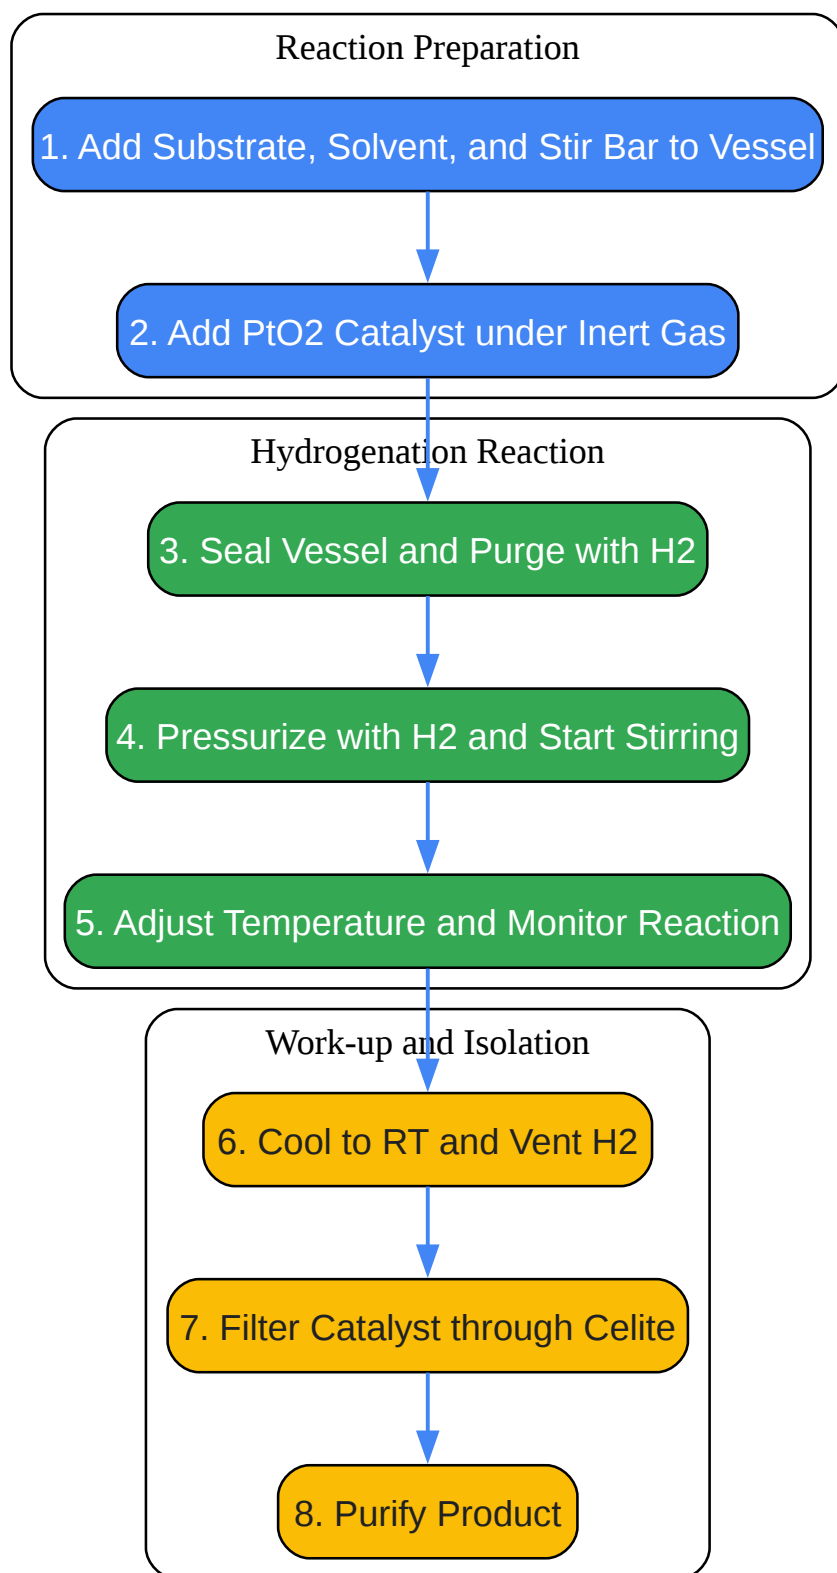 Reaction Preparation
1. Add Substrate, Solvent, and Stir Bar to Vessel
2. Add PtO2 Catalyst under Inert Gas
Hydrogenation Reaction
3. Seal Vessel and Purge with H2
4. Pressurize with H2 and Start Stirring
5. Adjust Temperature and Monitor Reaction
Work-up and Isolation
6. Cool to RT and Vent H2
7. Filter Catalyst through Celite
8. Purify Product